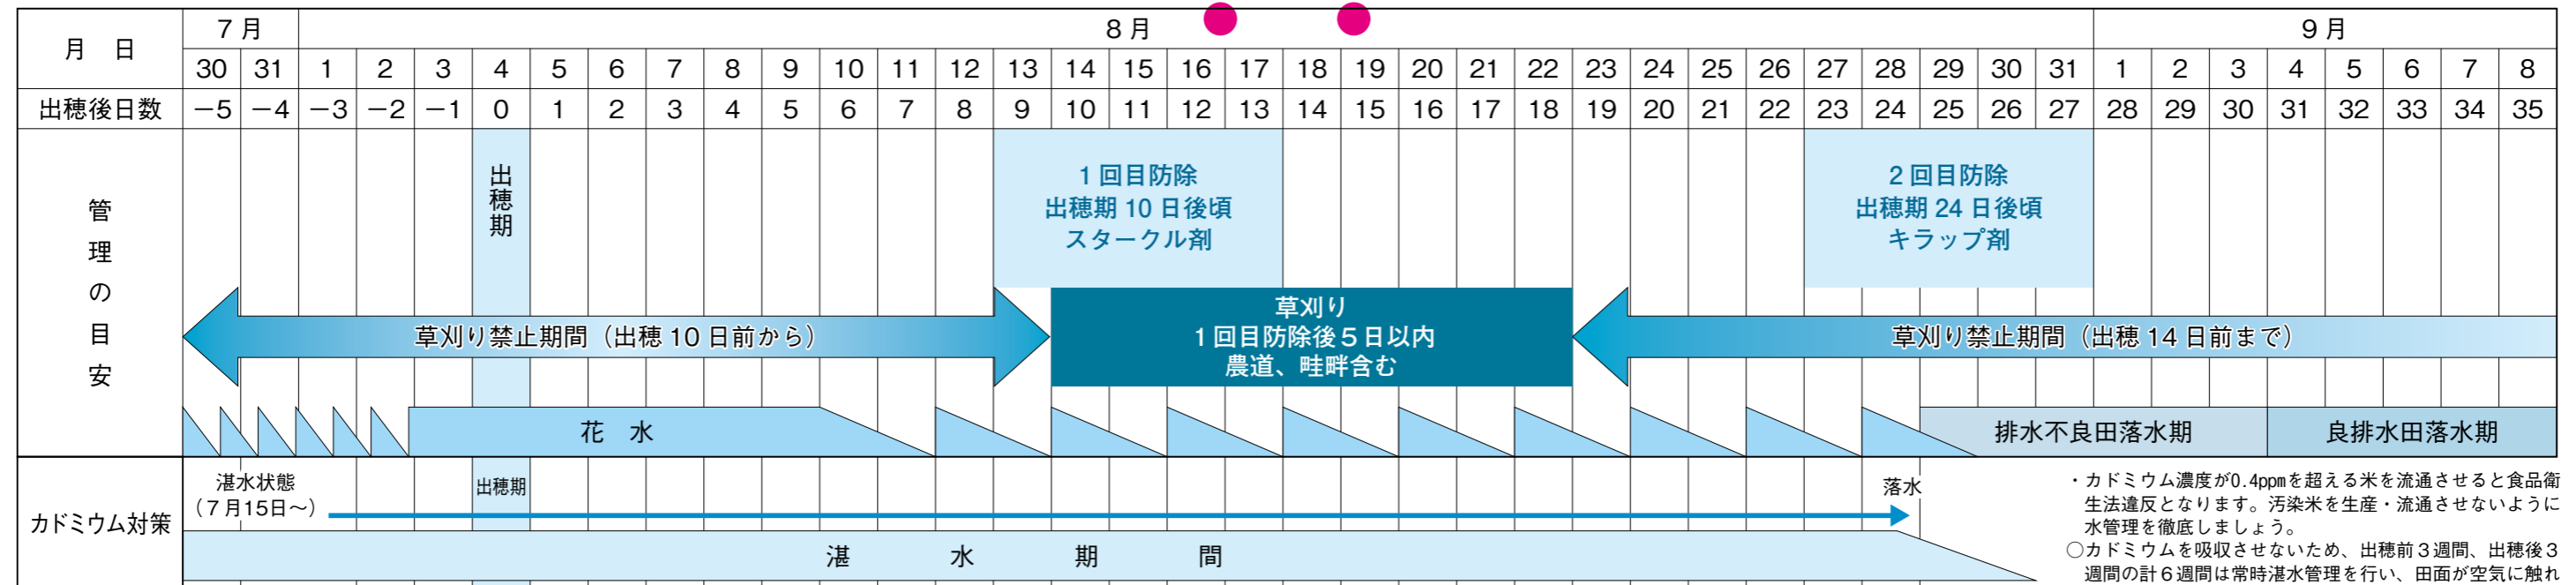 月　日
7月　8月　9月
30 31 1 2 3 4 5 6 7 8 9 10 11 12 13 14 15 16 17 18 19 20 21 22 23 24 25 26 27 28 29 30 31 1 2 3 4 5 6 7 8
出穂後日数 －5 －4 －3 －2 －1 0 1 2 3 4 5 6 7 8 9 10 11 12 13 14 15 16 17 18 19 20 21 22 23 24 25 26 27 28 29 30 31 32 33 34 35
管理の目安
出穂期
1回目防除
出穂期 10 日後頃
スタークル剤
2回目防除
出穂期 24 日後頃
キラップ剤
草刈り禁止期間（出穂 10 日前から）
草刈り
1回目防除後５日以内
農道、畦畔含む
草刈り禁止期間（出穂 14 日前まで）
花　水
排水不良田落水期
良排水田落水期
カドミウム対策
湛水状態
（７月15日～）
出穂期
落水
湛　水　期　間
・カドミウム濃度が0.4ppmを超える米を流通させると食品衛
生法違反となります。汚染米を生産・流通させないように
水管理を徹底しましょう。
○カドミウムを吸収させないため、出穂前３週間、出穂後３
週間の計６週間は常時湛水管理を行い、田面が空気に触れ